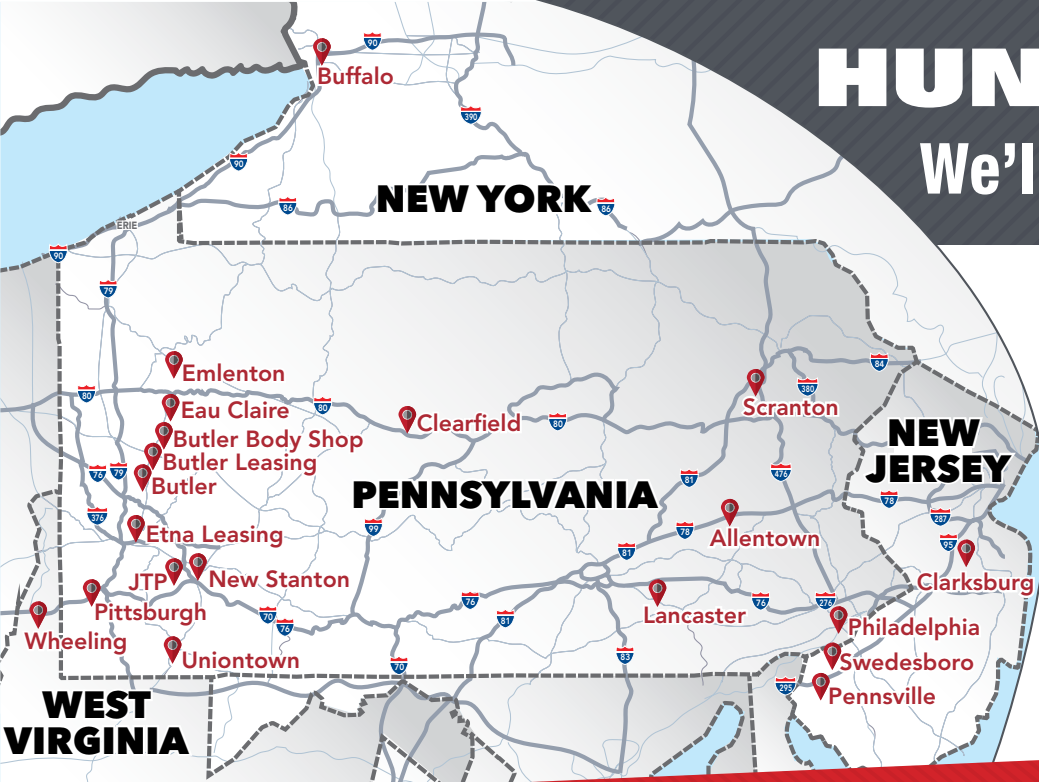 HUN
We'l
90
Buffalo
390
90
NEW YORK
86
86
ERIE
90
79
Emlenton
84
80
Scranton
380
Eau Claire
80
Clearfield
80
Butler Body Shop
NEW
JERSEY
Butler Leasing
76
79
Butler
PENNSYLVANIA
81
476
78
376
Etna Leasing
99
78
Allentown
287
95
81
JTP
New Stanton
Clarksburg
Pittsburgh
70
76
76
81
Lancaster
76
276
Philadelphia
Wheeling
Uniontown
70
83
Swedesboro
295
Pennsville
WEST
VIRGINIA